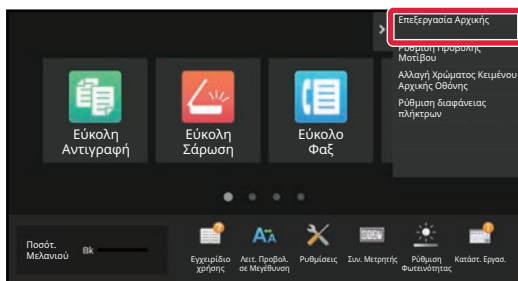 Επεξεργασία Αρχικής
Ρύθμιση Προβολής
Μοτίβου
Αλλαγή Χρώματος Κειμένου
Αρχικής Οθόνης
Ρύθμιση διαφάνειας
πλήκτρων
Εύκολη
Αντιγραφή
Εύκολη
Σάρωση
Εύκολο
Φαξ
Ποσότ.
Μελανιού
Bk
Εγχειρίδιο
χρήσης
Λειτ. Προβολ.
σε Μεγέθυνση
Ρυθμίσεις
Συν. Μετρητής
Ρύθμιση
Φωτεινότητας
Κατάστ. Εργασ.